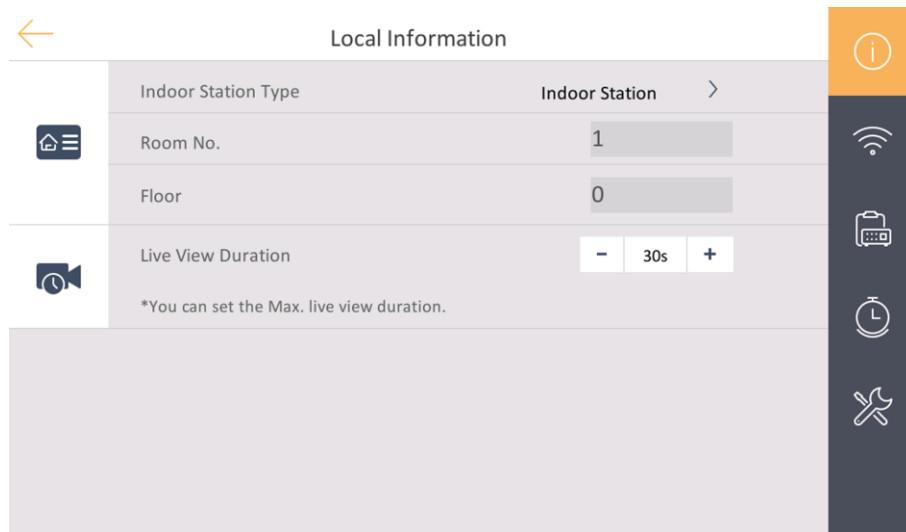 Local Information
Indoor Station Type
Indoor Station >
Room No.
1
Floor
0
Live View Duration
- 30s +
*You can set the Max. live view duration.